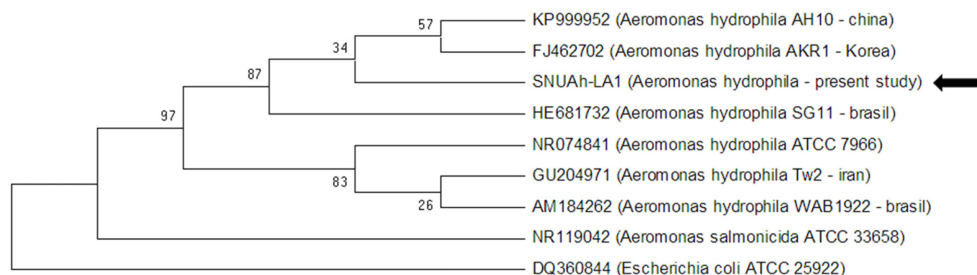 57
KP999952 (Aeromonas hydrophila AH10 - china)
34
FJ462702 (Aeromonas hydrophila AKR1 - Korea)
87
SNUAh-LA1 (Aeromonas hydrophila - present study)
97
HE681732 (Aeromonas hydrophila SG11 - brasil)
NR074841 (Aeromonas hydrophila ATCC 7966)
83
GU204971 (Aeromonas hydrophila Tw2 - iran)
26
AM184262 (Aeromonas hydrophila WAB1922 - brasil)
NR119042 (Aeromonas salmonicida ATCC 33658)
DQ360844 (Escherichia coli ATCC 25922)